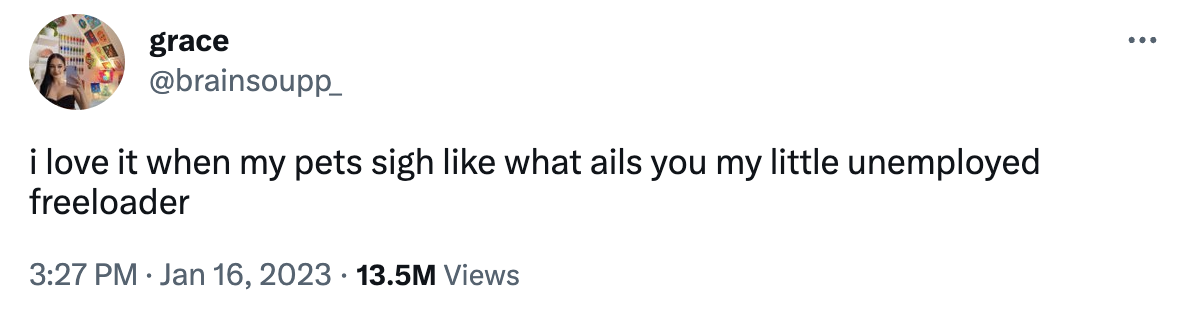 grace
@brainsoupp_
i love it when my pets sigh like what ails you my little unemployed
freeloader
3:27 PM · Jan 16, 2023 · 13.5M Views